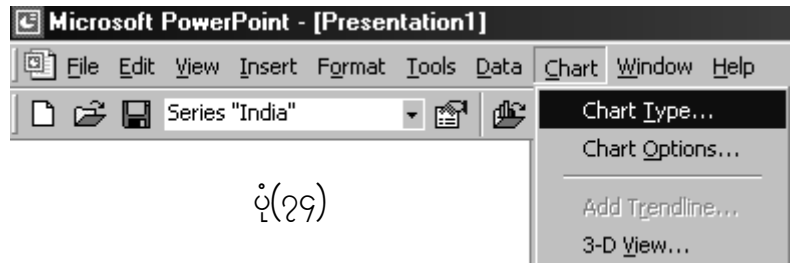 Microsoft PowerPoint - [Presentation1]
File Edit View Insert Format Tools Data Chart Window Help
Series "India"
Chart Type...
Chart Options...
Add Trendline...
3-D View...
ပုံ(၇၄)